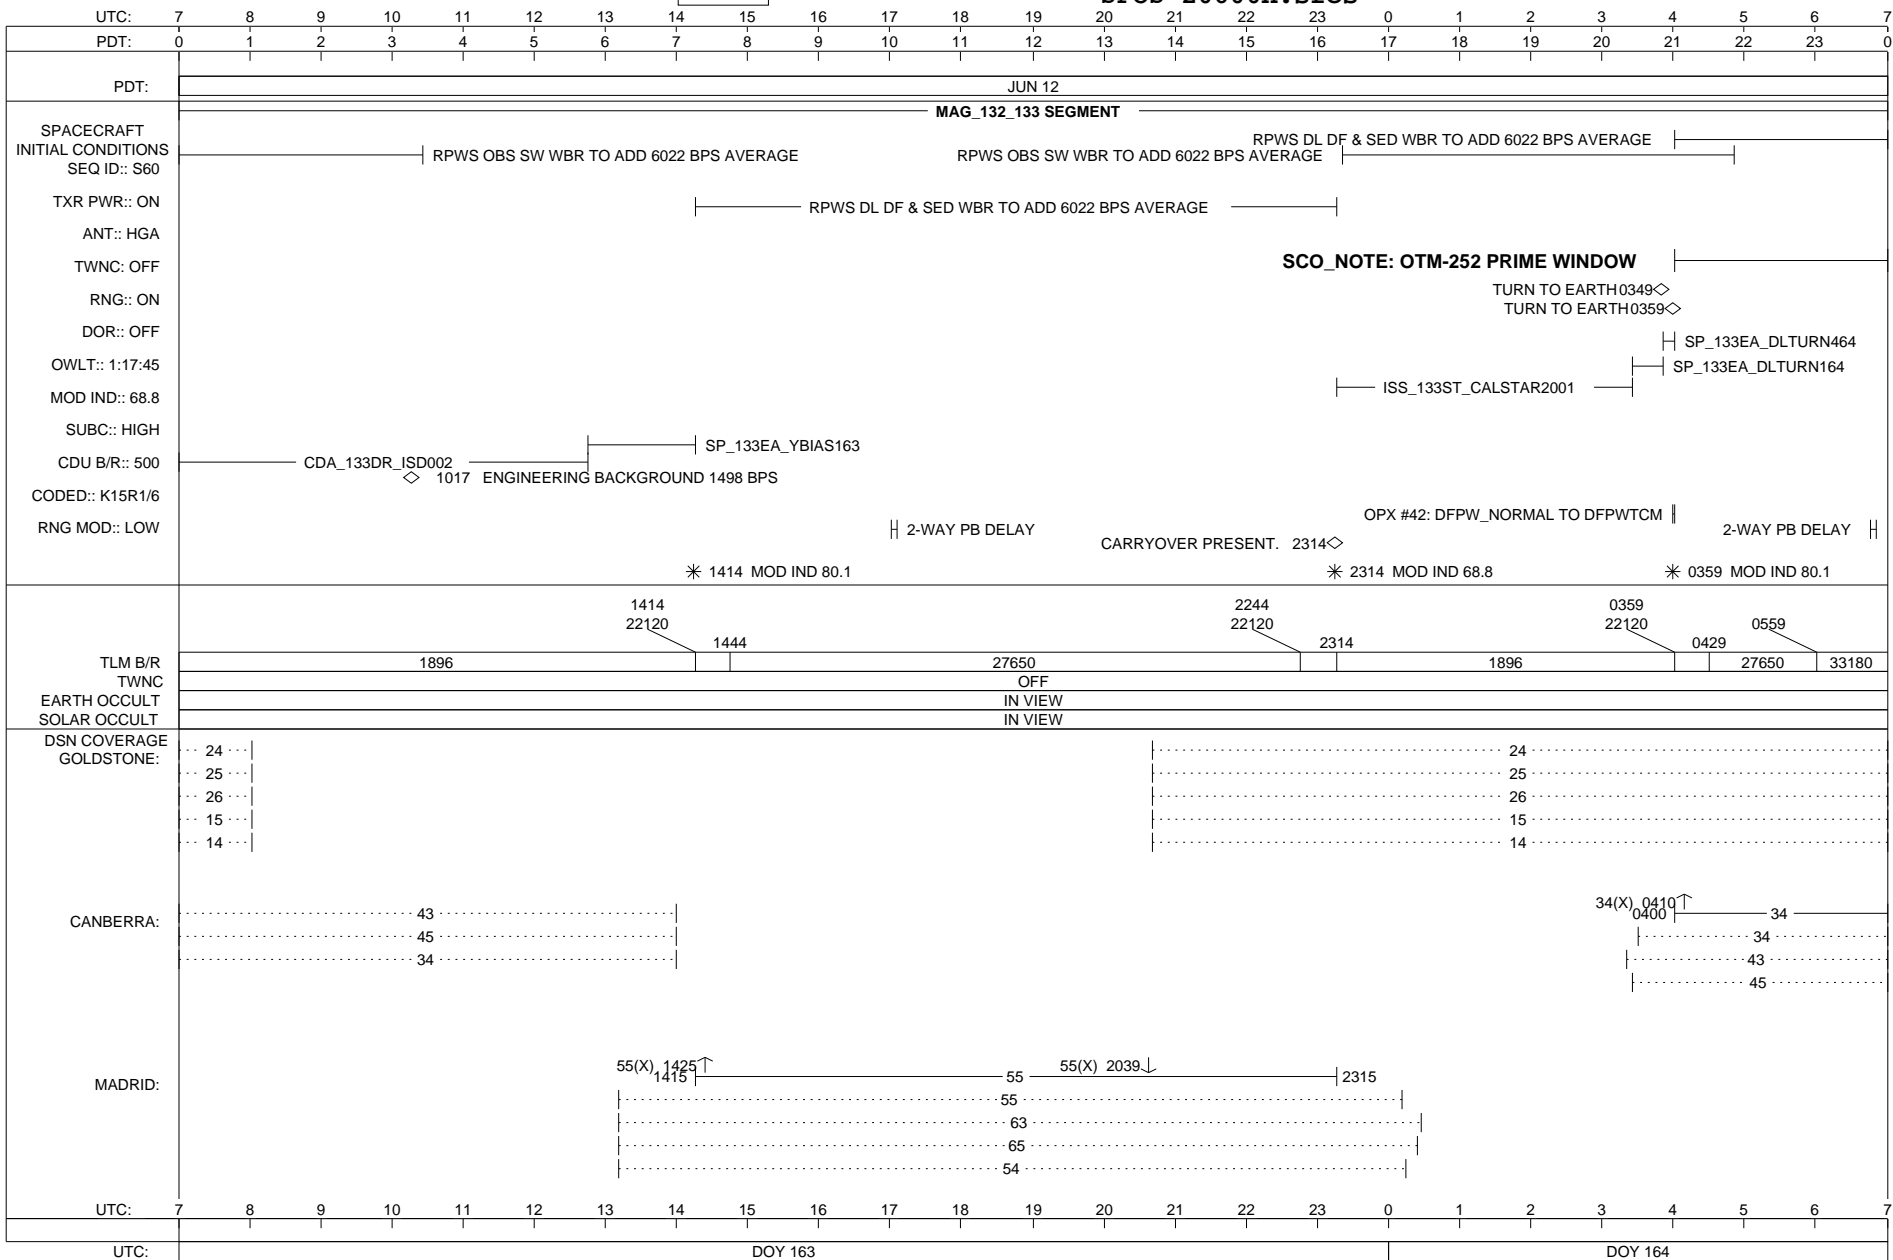 UTC: 7 8 9 10 11 12 13 14 15 16 17 18 19 20 21 22 23 0 1 2 3 4 5 6 7
PDT: 0 1 2 3 4 5 6 7 8 9 10 11 12 13 14 15 16 17 18 19 20 21 22 23 0
PDT: JUN 12
MAG_132_133 SEGMENT
SPACECRAFT
INITIAL CONDITIONS
SEQ ID:: S60
RPWS DL DF & SED WBR TO ADD 6022 BPS AVERAGE
RPWS OBS SW WBR TO ADD 6022 BPS AVERAGE
RPWS OBS SW WBR TO ADD 6022 BPS AVERAGE
TXR PWR:: ON
RPWS DL DF & SED WBR TO ADD 6022 BPS AVERAGE
ANT:: HGA
TWNC: OFF
SCO_NOTE: OTM-252 PRIME WINDOW
RNG:: ON
TURN TO EARTH 0349
TURN TO EARTH 0359
DOR:: OFF
SP_133EA_DLTURN464
OWLT:: 1:17:45
SP_133EA_DLTURN164
MOD IND:: 68.8
ISS_133ST_CALSTAR2001
SUBC:: HIGH
SP_133EA_YBIAS163
CDU B/R:: 500
CDA_133DR_ISD002
1017 ENGINEERING BACKGROUND 1498 BPS
CODED:: K15R1/6
OPX #42: DFPW_NORMAL TO DFPWTCM
RNG MOD:: LOW
2-WAY PB DELAY
2-WAY PB DELAY
CARRYOVER PRESENT. 2314
1414 MOD IND 80.1
2314 MOD IND 68.8
0359 MOD IND 80.1
1414 2244 0359
22120 22120 22120 0559
1444 2314 0429
TLM B/R 1896 27650 1896 27650 33180
TWNC OFF
EARTH OCCULT IN VIEW
SOLAR OCCULT IN VIEW
DSN COVERAGE
GOLDSTONE:
24 24
25 25
26 26
15 15
14 14
CANBERRA:
34(X) 0410
43 0400 34
45 34
34 43
45
MADRID:
55(X) 1425 55(X) 2039
1415 55 2315
55
63
65
54
UTC: 7 8 9 10 11 12 13 14 15 16 17 18 19 20 21 22 23 0 1 2 3 4 5 6 7
UTC: DOY 163 DOY 164